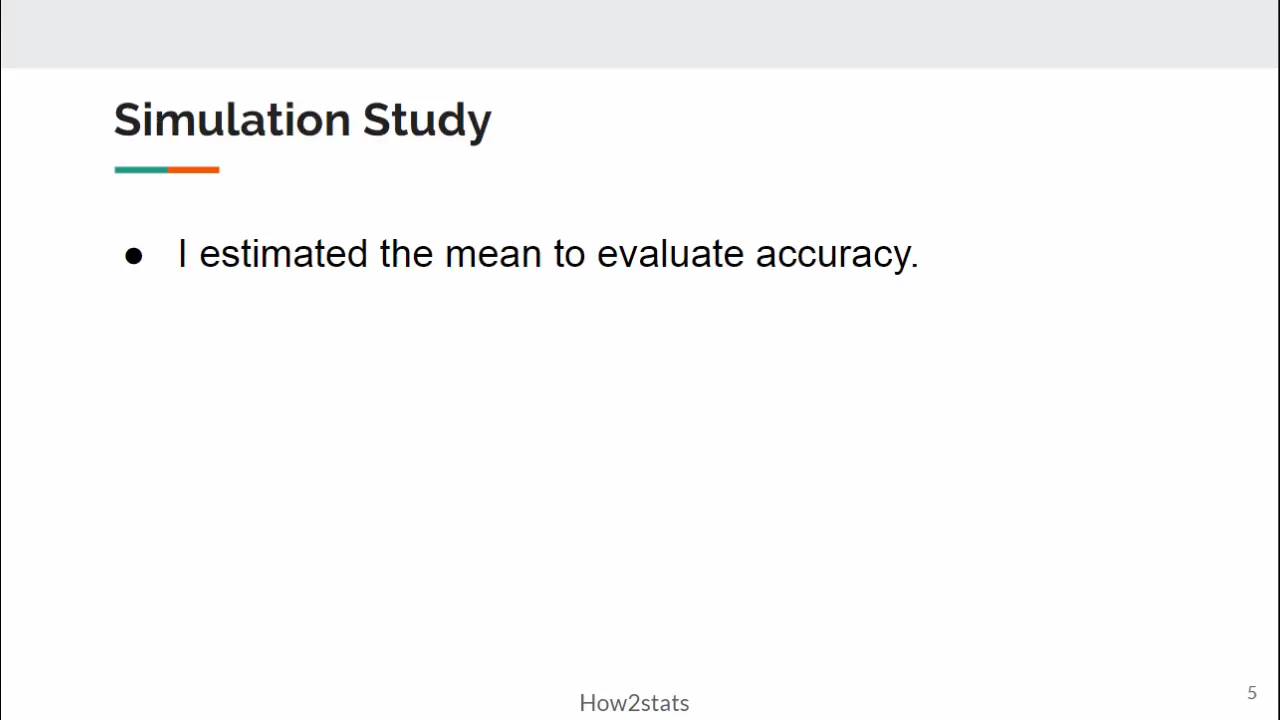 Simulation Study
● I estimated the mean to evaluate accuracy.
How2stats
5